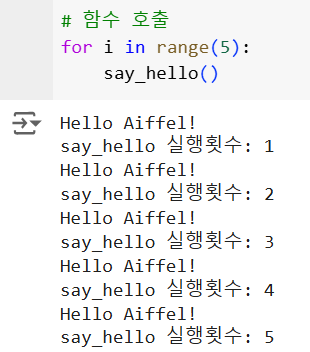 # 함수 호출
for i in range(5):
    say_hello()
Hello Aiffel!
say_hello 실행횟수: 1
Hello Aiffel!
say_hello 실행횟수: 2
Hello Aiffel!
say_hello 실행횟수: 3
Hello Aiffel!
say_hello 실행횟수: 4
Hello Aiffel!
say_hello 실행횟수: 5